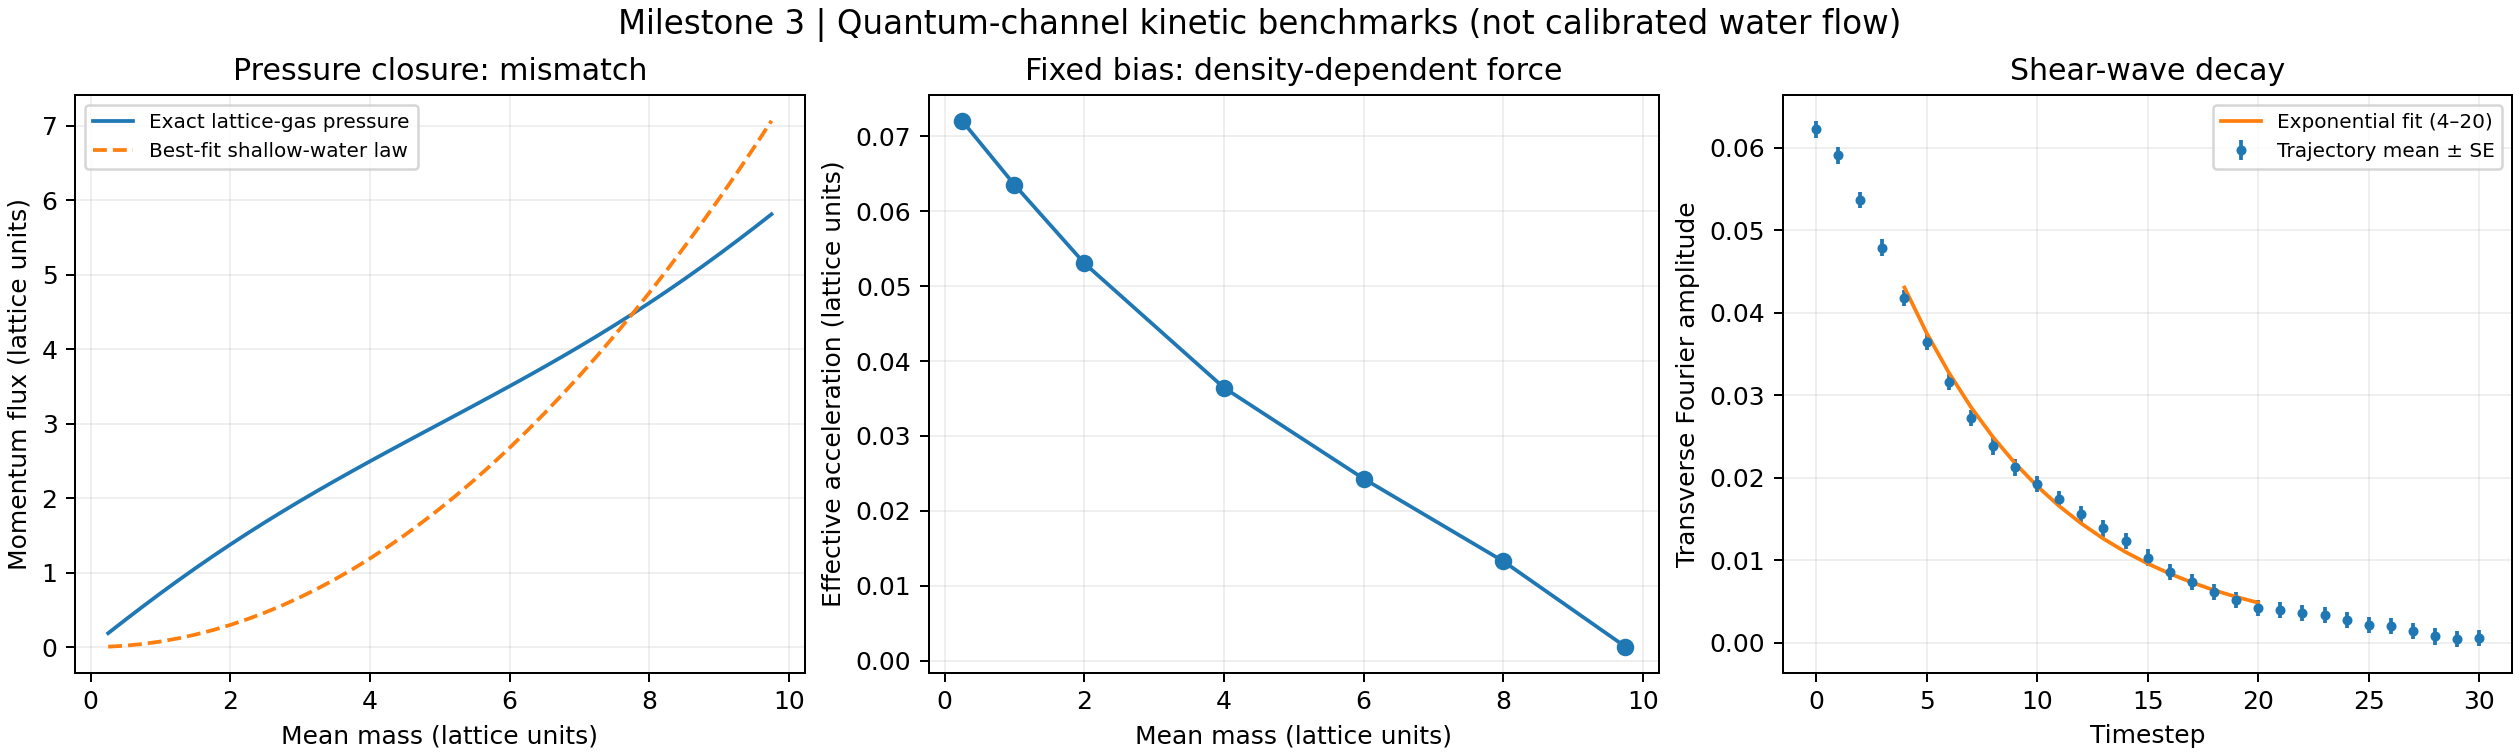 Milestone 3 | Quantum-channel kinetic benchmarks (not calibrated water flow)
Pressure closure: mismatch
Exact lattice-gas pressure
Best-fit shallow-water law
Momentum flux (lattice units)
7
6
5
4
3
2
1
0
0 2 4 6 8 10
Mean mass (lattice units)
Fixed bias: density-dependent force
Effective acceleration (lattice units)
0.07
0.06
0.05
0.04
0.03
0.02
0.01
0.00
0 2 4 6 8 10
Mean mass (lattice units)
Shear-wave decay
Exponential fit (4–20)
Trajectory mean ± SE
Transverse Fourier amplitude
0.06
0.05
0.04
0.03
0.02
0.01
0.00
0 5 10 15 20 25 30
Timestep